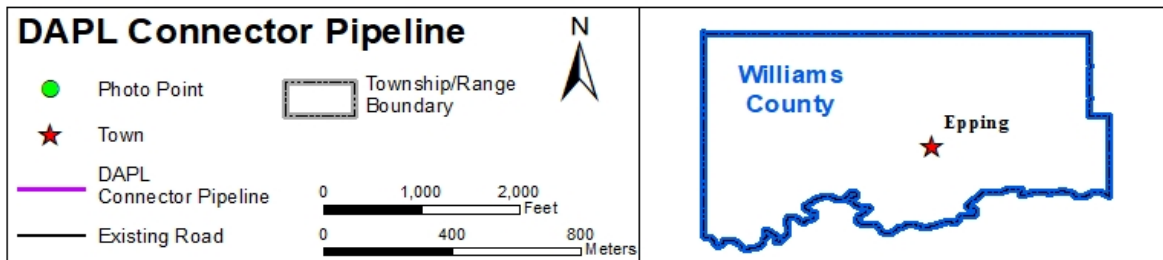 DAPL Connector Pipeline
N
Photo Point
Township/Range
Boundary
Town
DAPL
Connector Pipeline
0 1,000 2,000
Feet
Existing Road
0 400 800
Meters
Williams
County
Epping